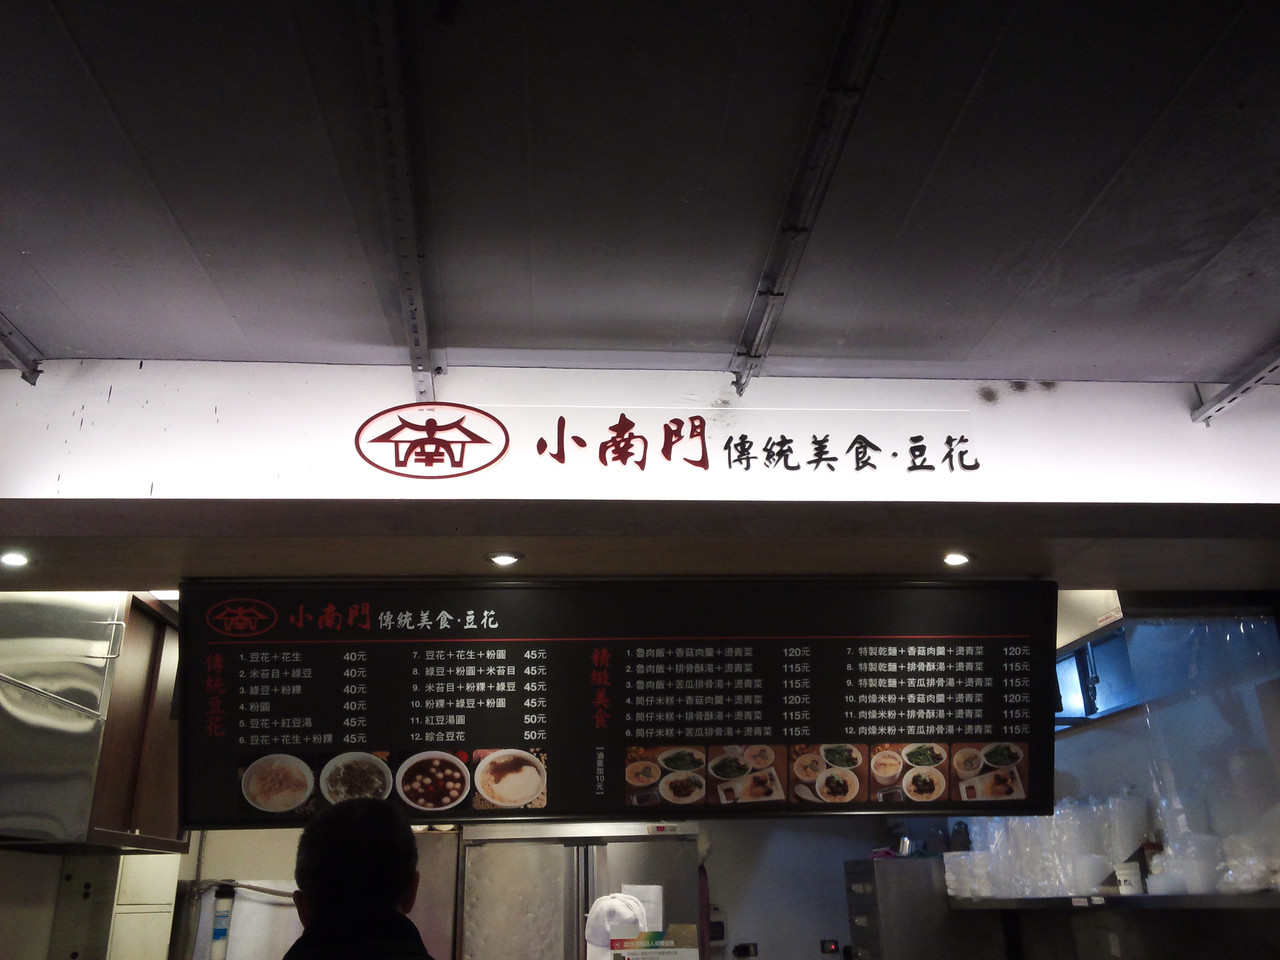 南 小南門 傳統美食·豆花
南 小南門 傳統美食·豆花
傳統豆花
1. 豆花+花生 40元
2. 米苔目+綠豆 40元
3. 綠豆+粉粿 40元
4. 粉圓 40元
5. 豆花+紅豆湯 45元
6. 豆花+花生+粉粿 45元
7. 豆花+花生+粉圓 45元
8. 綠豆+粉圓+米苔目 45元
9. 米苔目+粉粿+綠豆 45元
10. 粉粿+綠豆+粉圓 45元
11. 紅豆湯圓 50元
12. 綜合豆花 50元
精緻美食
1. 魯肉飯+香菇肉羹+燙青菜 120元
2. 魯肉飯+排骨酥湯+燙青菜 115元
3. 魯肉飯+苦瓜排骨湯+燙青菜 115元
4. 筒仔米糕+香菇肉羹+燙青菜 120元
5. 筒仔米糕+排骨酥湯+燙青菜 115元
6. 筒仔米糕+苦瓜排骨湯+燙青菜 115元
7. 特製乾麵+香菇肉羹+燙青菜 120元
8. 特製乾麵+排骨酥湯+燙青菜 115元
9. 特製乾麵+苦瓜排骨湯+燙青菜 115元
10. 肉燥米粉+香菇肉羹+燙青菜 120元
11. 肉燥米粉+排骨酥湯+燙青菜 115元
12. 肉燥米粉+苦瓜排骨湯+燙青菜 115元
滷蛋加10元